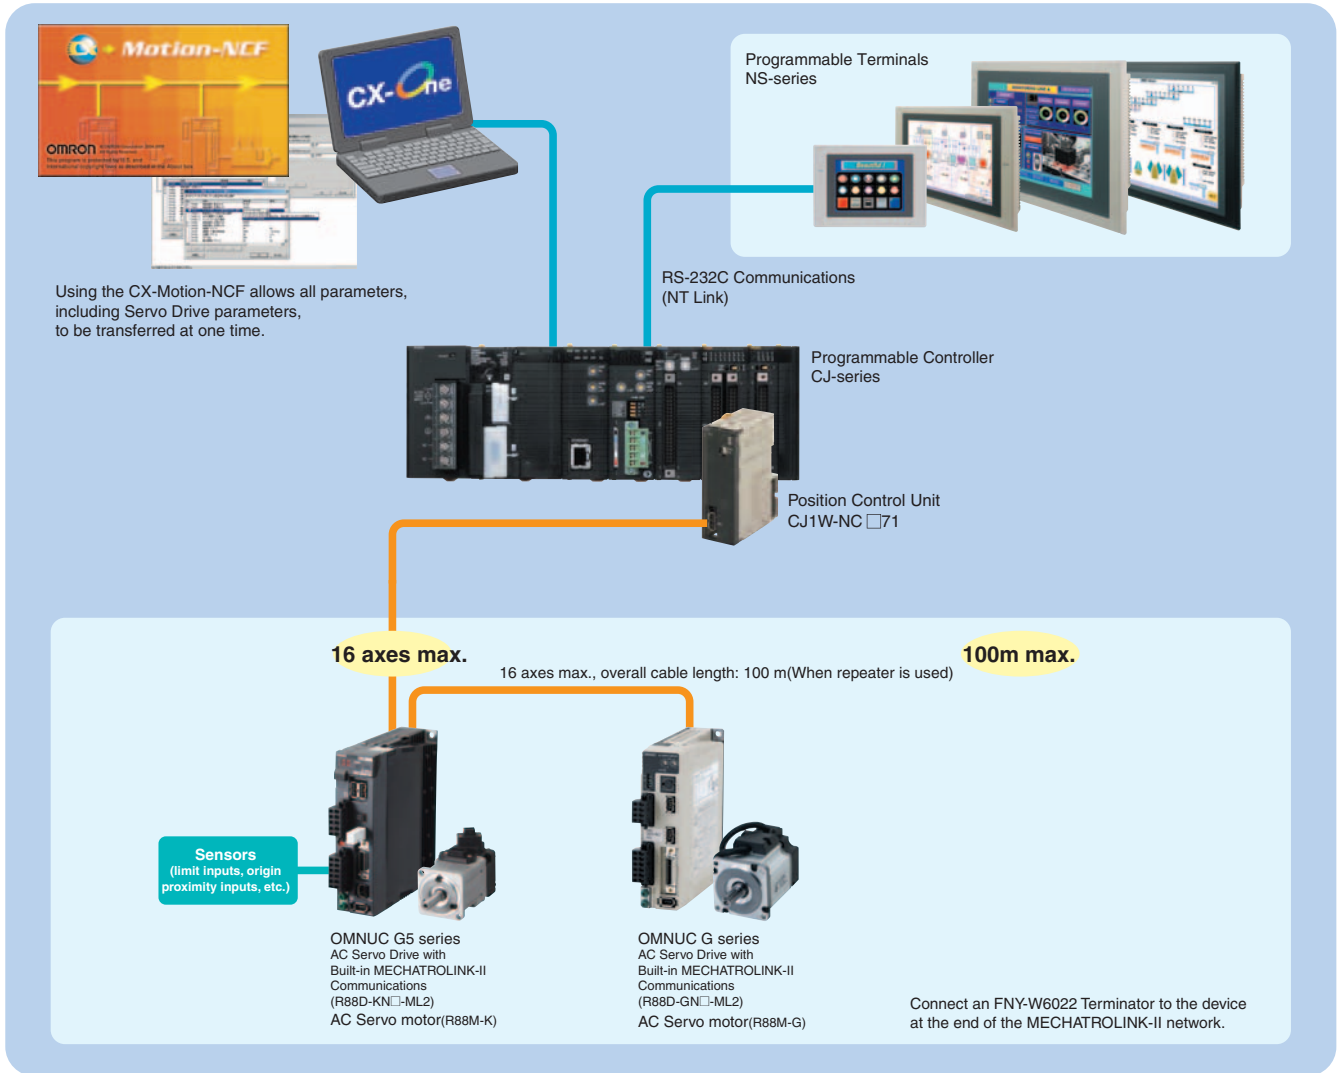 Motion-NCF
OMRON
CX-One
Using the CX-Motion-NCF allows all parameters,
including Servo Drive parameters,
to be transferred at one time.
Programmable Terminals
NS-series
Beautiful!
RS-232C Communications
(NT Link)
Programmable Controller
CJ-series
Position Control Unit
CJ1W-NC □71
16 axes max.
16 axes max., overall cable length: 100 m(When repeater is used)
100m max.
Sensors
(limit inputs, origin
proximity inputs, etc.)
OMNUC G5 series
AC Servo Drive with
Built-in MECHATROLINK-II
Communications
(R88D-KN□-ML2)
AC Servo motor(R88M-K)
OMNUC G series
AC Servo Drive with
Built-in MECHATROLINK-II
Communications
(R88D-GN□-ML2)
AC Servo motor(R88M-G)
Connect an FNY-W6022 Terminator to the device
at the end of the MECHATROLINK-II network.